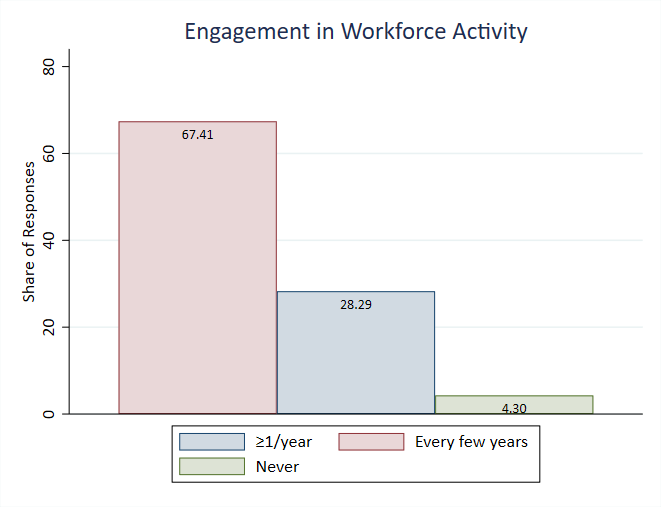 Engagement in Workforce Activity
Share of Responses
80
60
40
20
0
67.41
28.29
4.30
≥1/year
Every few years
Never